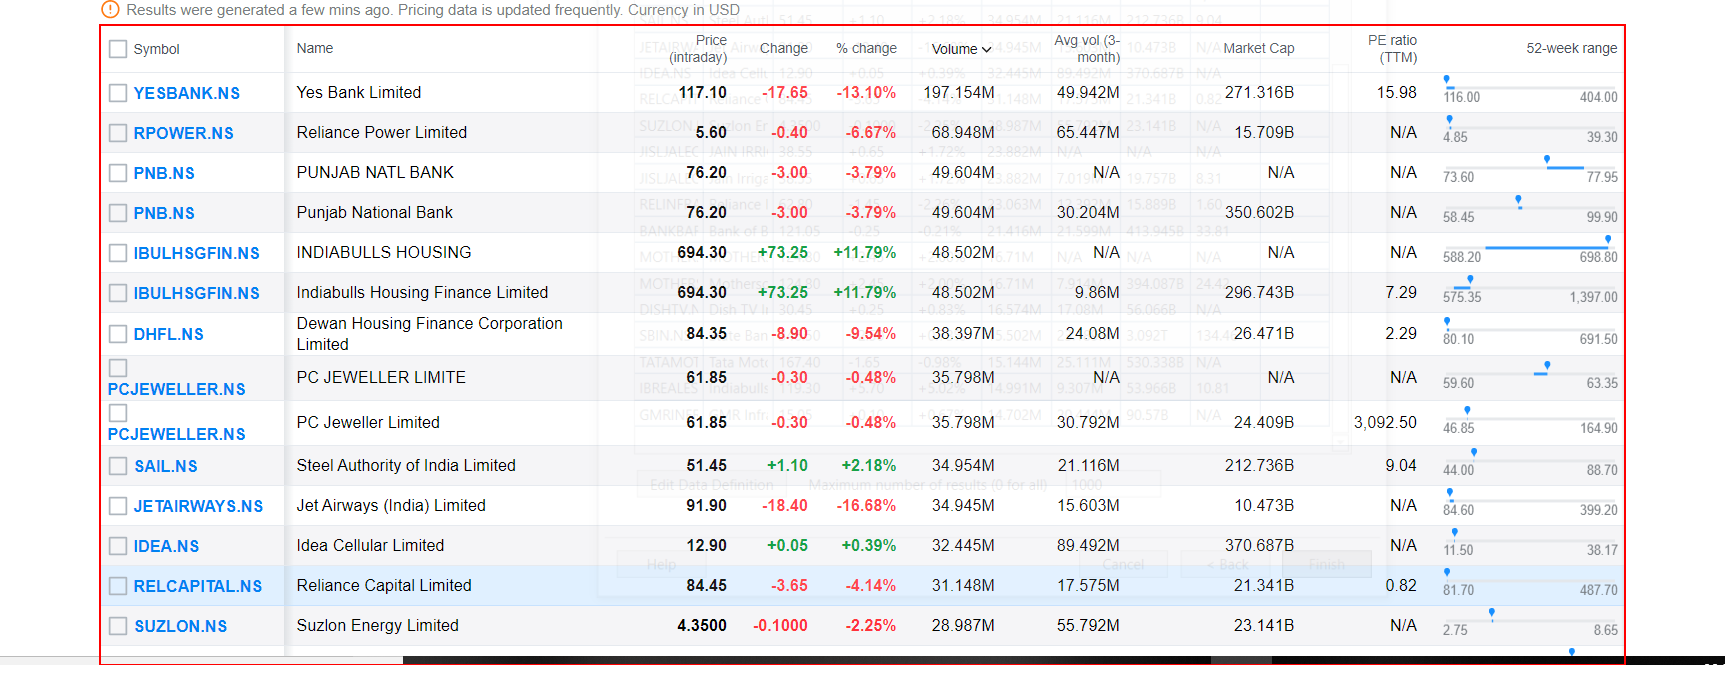 Results were generated a few mins ago. Pricing data is updated frequently. Currency in USD
Symbol Name Price (intraday) Change % change Volume Avg vol (3-month) Market Cap PE ratio (TTM) 52-week range
YESBANK.NS Yes Bank Limited 117.10 -17.65 -13.10% 197.154M 49.942M 271.316B 15.98 116.00 404.00
RPOWER.NS Reliance Power Limited 5.60 -0.40 -6.67% 68.948M 65.447M 15.709B N/A 4.85 39.30
PNB.NS PUNJAB NATL BANK 76.20 -3.00 -3.79% 49.604M N/A N/A N/A 73.60 77.95
PNB.NS Punjab National Bank 76.20 -3.00 -3.79% 49.604M 30.204M 350.602B N/A 58.45 99.90
IBULHSGFIN.NS INDIABULLS HOUSING 694.30 +73.25 +11.79% 48.502M N/A N/A N/A 588.20 698.80
IBULHSGFIN.NS Indiabulls Housing Finance Limited 694.30 +73.25 +11.79% 48.502M 9.86M 296.743B 7.29 575.35 1,397.00
DHFL.NS Dewan Housing Finance Corporation Limited 84.35 -8.90 -9.54% 38.397M 24.08M 26.471B 2.29 80.10 691.50
PCJEWELLER.NS PC JEWELLER LIMITE 61.85 -0.30 -0.48% 35.798M N/A N/A N/A 59.60 63.35
PCJEWELLER.NS PC Jeweller Limited 61.85 -0.30 -0.48% 35.798M 30.792M 24.409B 3,092.50 46.85 164.90
SAIL.NS Steel Authority of India Limited 51.45 +1.10 +2.18% 34.954M 21.116M 212.736B 9.04 44.00 88.70
JETAIRWAYS.NS Jet Airways (India) Limited 91.90 -18.40 -16.68% 34.945M 15.603M 10.473B N/A 84.60 399.20
IDEA.NS Idea Cellular Limited 12.90 +0.05 +0.39% 32.445M 89.492M 370.687B N/A 11.50 38.17
RELCAPITAL.NS Reliance Capital Limited 84.45 -3.65 -4.14% 31.148M 17.575M 21.341B 0.82 81.70 487.70
SUZLON.NS Suzlon Energy Limited 4.3500 -0.1000 -2.25% 28.987M 55.792M 23.141B N/A 2.75 8.65
Edit Data Definition Maximum number of results (0 for all) 1000
Help Cancel < Back Finish